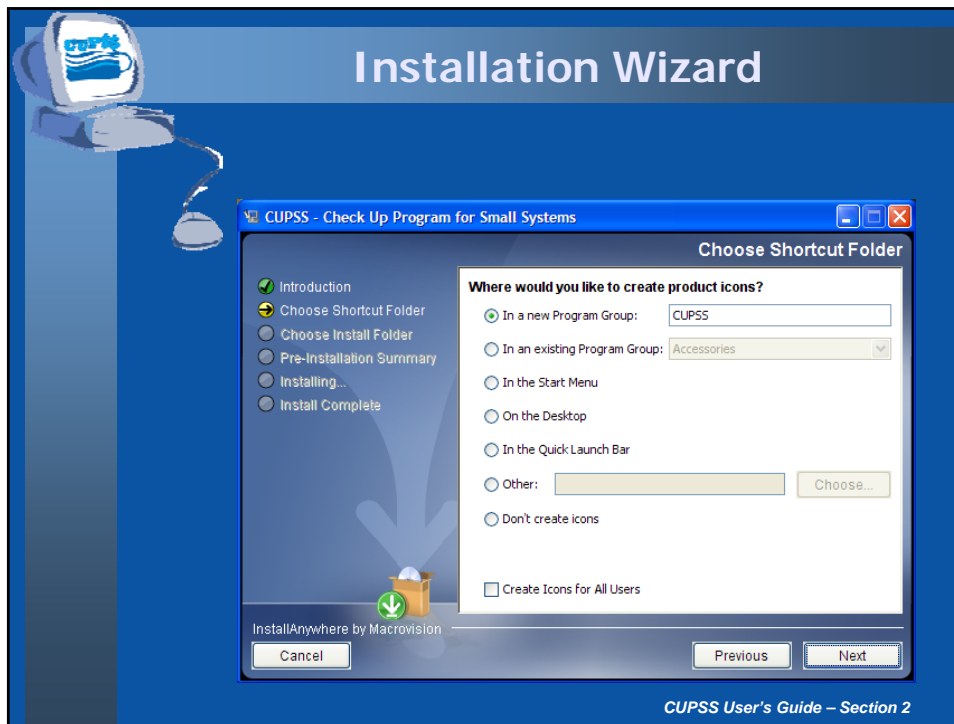 CUPSS
Installation Wizard
CUPSS - Check Up Program for Small Systems
Choose Shortcut Folder
Introduction
Choose Shortcut Folder
Choose Install Folder
Pre-Installation Summary
Installing...
Install Complete
Where would you like to create product icons?
In a new Program Group: CUPSS
In an existing Program Group: Accessories
In the Start Menu
On the Desktop
In the Quick Launch Bar
Other: Choose...
Don't create icons
Create Icons for All Users
InstallAnywhere by Macrovision
Cancel Previous Next
CUPSS User's Guide – Section 2